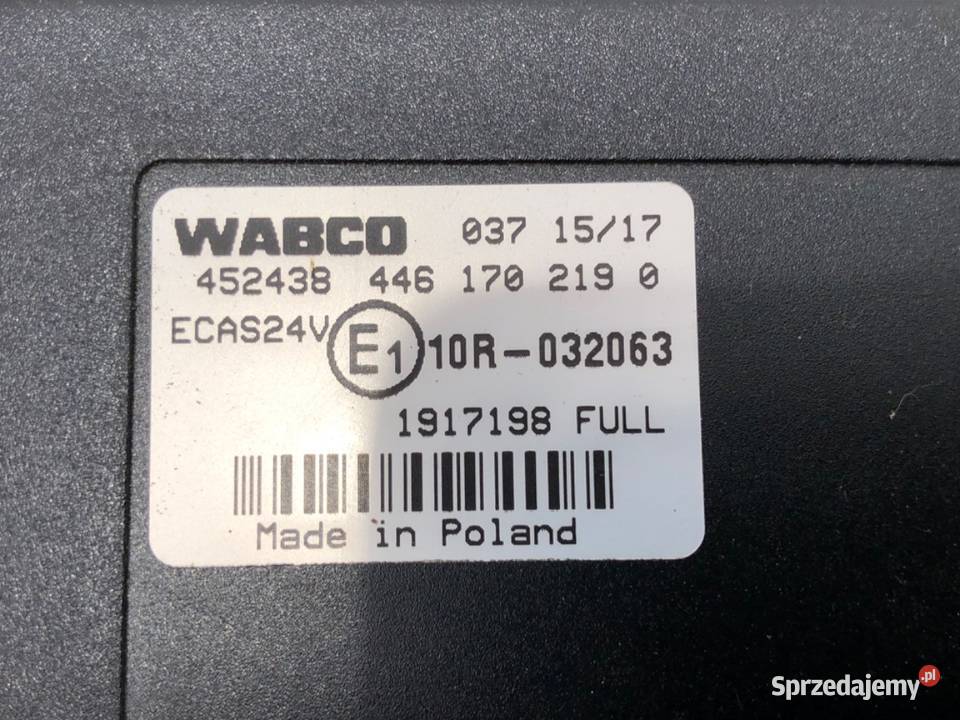 WABCO 037 15/17
452438 446 170 219 0
ECAS24V E1 10R-032063
1917198 FULL
Made in Poland
Sprzedajemy.pl